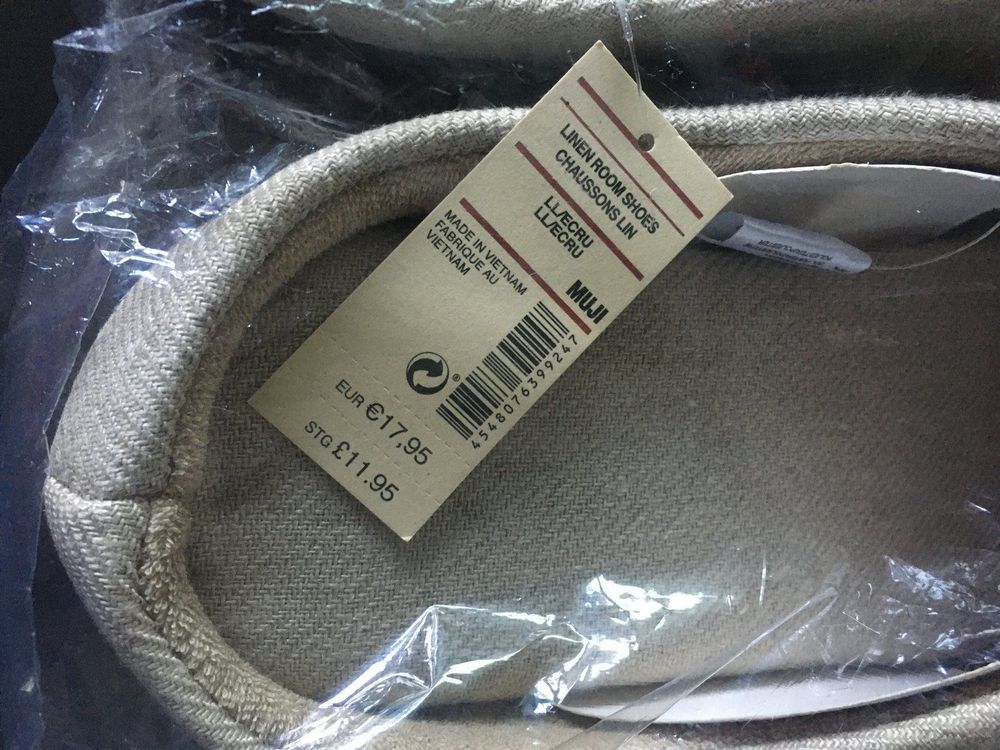 LINEN ROOM SHOES
CHAUSSONS LIN
LL/ECRU
LL/ECRU
MUJI
MADE IN VIETNAM
FABRIQUE AU
VIETNAM
4548076399247
®
EUR €17,95
STG £11.95